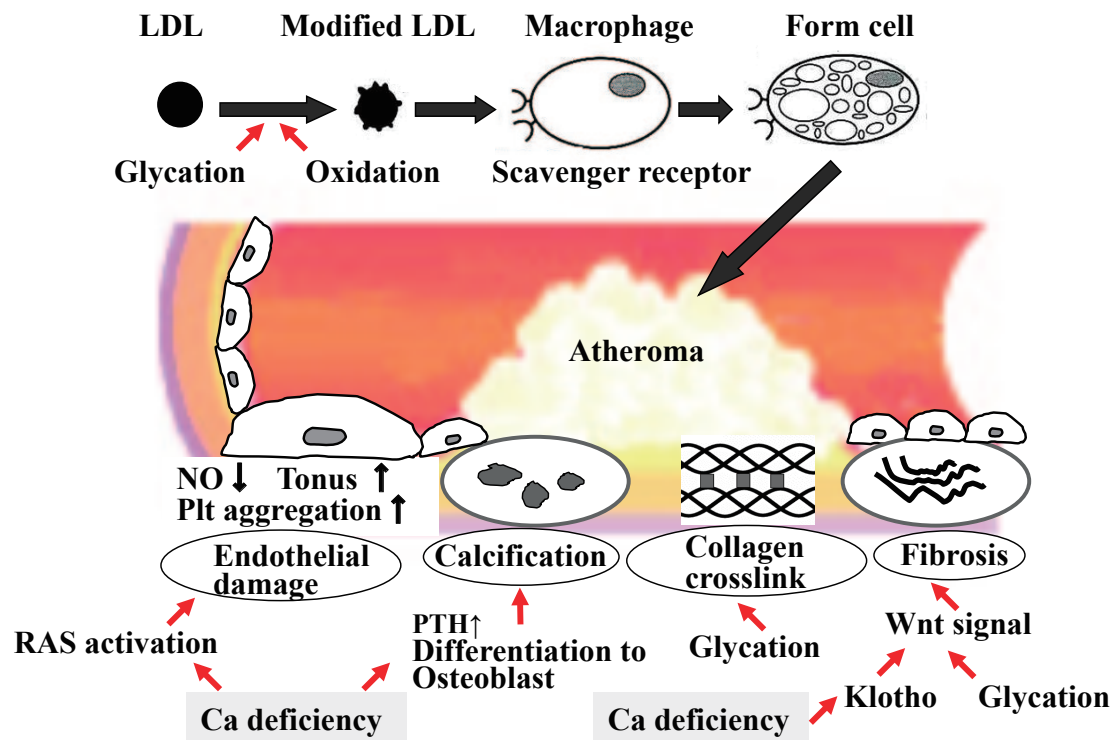 LDL
Modified LDL
Macrophage
Form cell
Glycation
Oxidation
Scavenger receptor
Atheroma
NO ↓ Tonus ↑
Plt aggregation ↑
Endothelial
damage
Calcification
Collagen
crosslink
Fibrosis
RAS activation
PTH↑
Differentiation to
Osteoblast
Glycation
Wnt signal
Ca deficiency
Ca deficiency
Klotho
Glycation